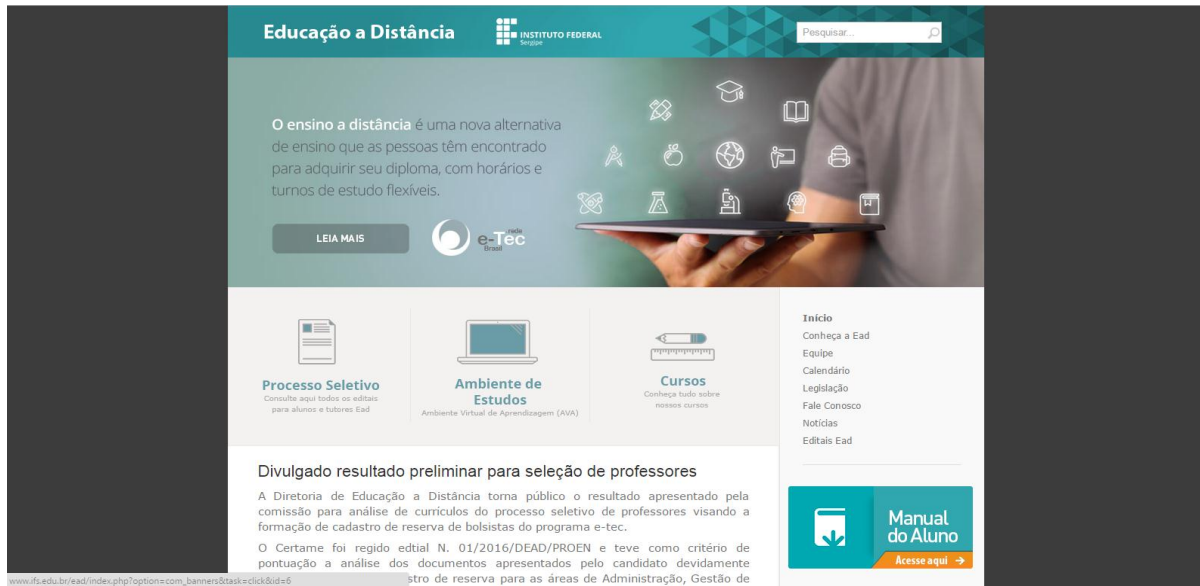 Educação a Distância
INSTITUTO FEDERAL
Sergipe
Pesquisar...
O ensino a distância é uma nova alternativa
de ensino que as pessoas têm encontrado
para adquirir seu diploma, com horários e
turnos de estudo flexíveis.
LEIA MAIS
rede
e-Tec
Brasil
Processo Seletivo
Consulte aqui todos os editais
para alunos e tutores Ead
Ambiente de
Estudos
Ambiente Virtual de Aprendizagem (AVA)
Cursos
Conheça tudo sobre
nossos cursos
Início
Conheça a Ead
Equipe
Calendário
Legislação
Fale Conosco
Notícias
Editais Ead
Divulgado resultado preliminar para seleção de professores
A Diretoria de Educação a Distância torna público o resultado apresentado pela
comissão para análise de currículos do processo seletivo de professores visando a
formação de cadastro de reserva de bolsistas do programa e-tec.
O Certame foi regido edtial N. 01/2016/DEAD/PROEN e teve como critério de
pontuação a análise dos documentos apresentados pelo candidato devidamente
stro de reserva para as áreas de Administração, Gestão de
Manual
do Aluno
Acesse aqui →
www.ifs.edu.br/ead/index.php?option=com_banners&task=click&id=6